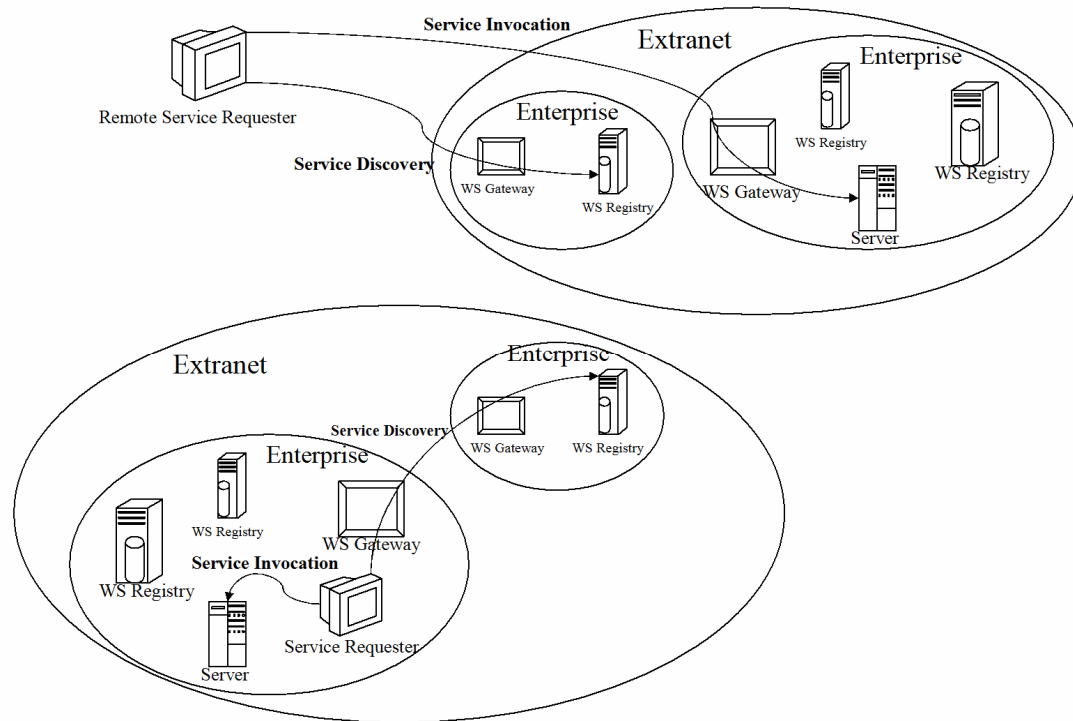 Service Invocation
Extranet
Enterprise
Remote Service Requester
Enterprise
WS Registry
Service Discovery
WS Gateway
WS Gateway
WS Registry
WS Registry
Server
Extranet
Enterprise
Service Discovery
WS Gateway
WS Registry
Enterprise
WS Registry
WS Gateway
Service Invocation
WS Registry
Service Requester
Server